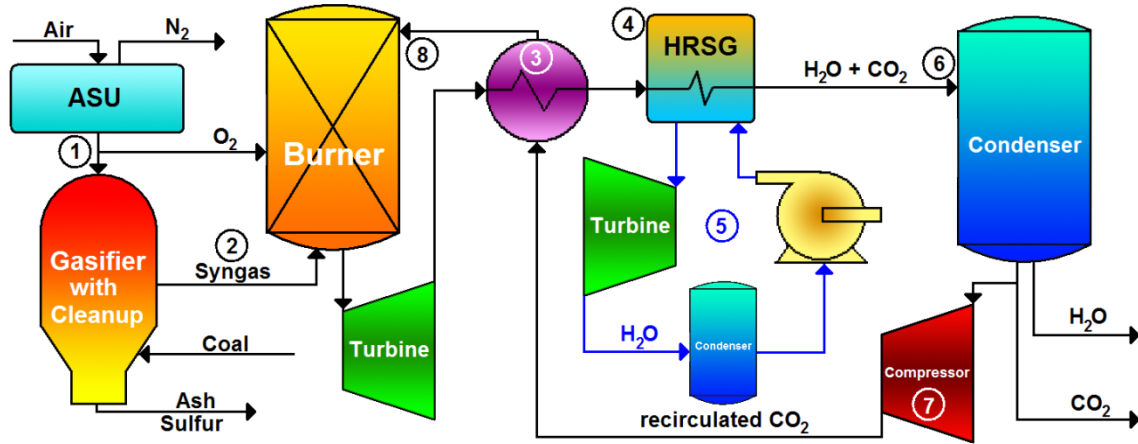 Air
N₂
ASU
1
O₂
Burner
8
3
4
HRSG
H₂O + CO₂
6
Condenser
Gasifier
with
Cleanup
2
Syngas
Coal
Ash
Sulfur
Turbine
Turbine
5
H₂O
Condenser
recirculated CO₂
Compressor
7
H₂O
CO₂